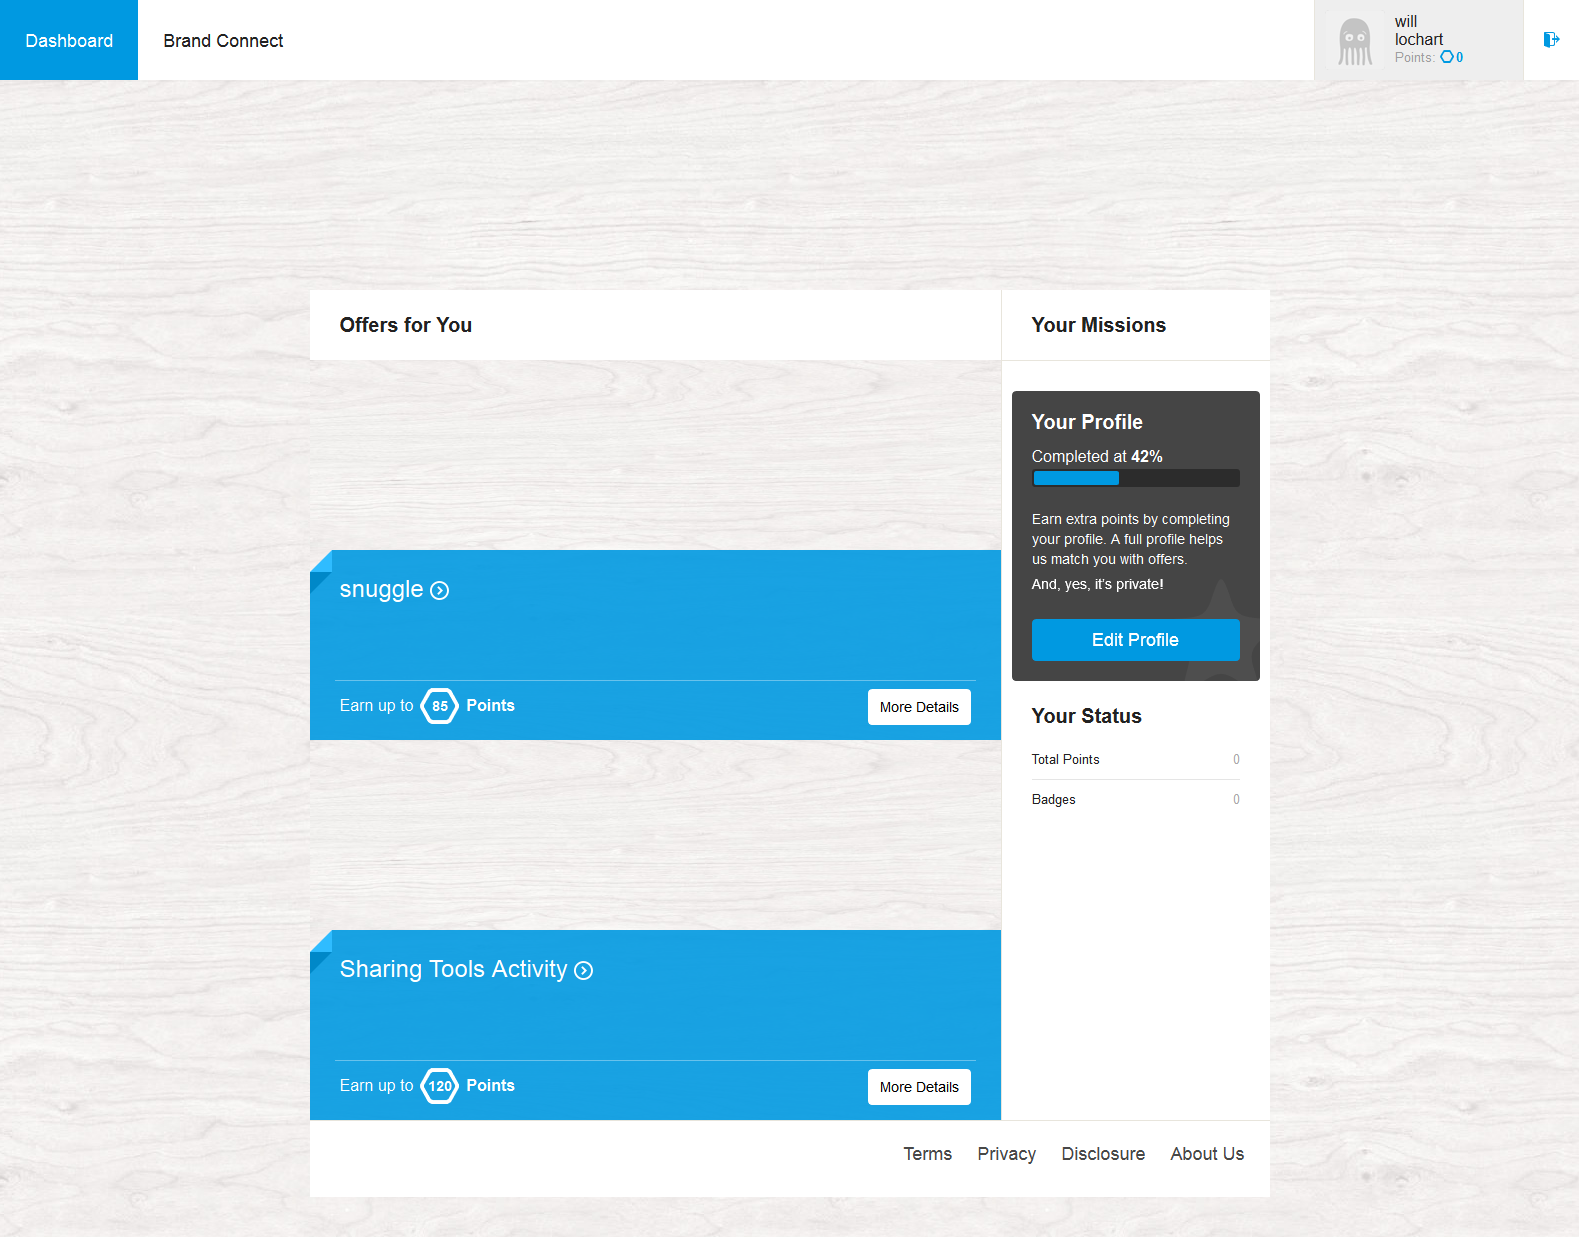 Dashboard
Brand Connect
will
lochart
Points: 0
Offers for You
Your Missions
Your Profile
Completed at 42%
Earn extra points by completing
your profile. A full profile helps
us match you with offers.
And, yes, it's private!
Edit Profile
snuggle
Earn up to 85 Points
More Details
Your Status
Total Points 0
Badges 0
Sharing Tools Activity
Earn up to 120 Points
More Details
Terms Privacy Disclosure About Us